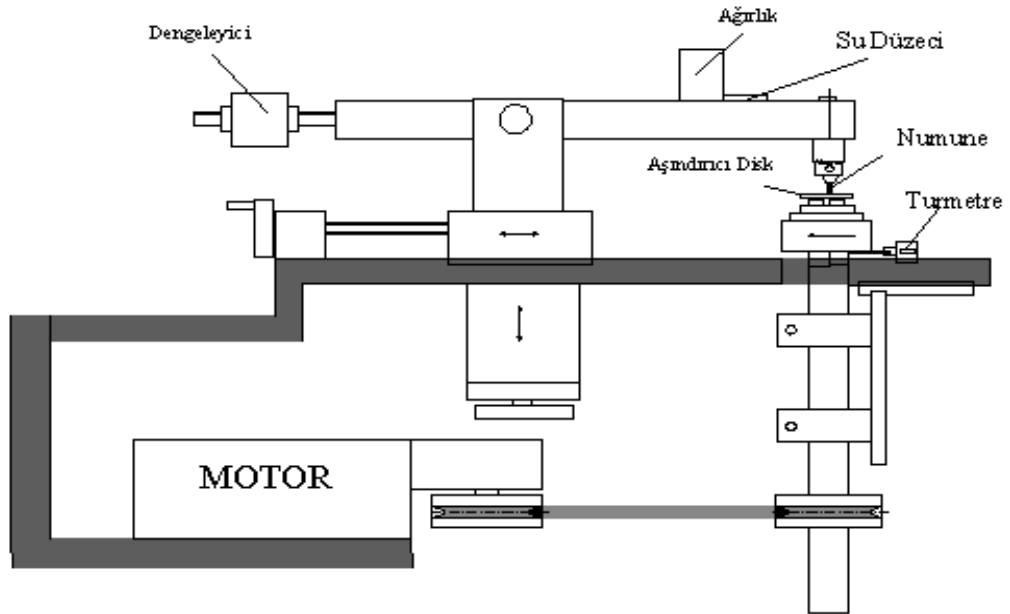 Ağırlık
Dengeleyici
Su Düzeci
Numune
Aşındırıcı Disk
Turmetre
MOTOR